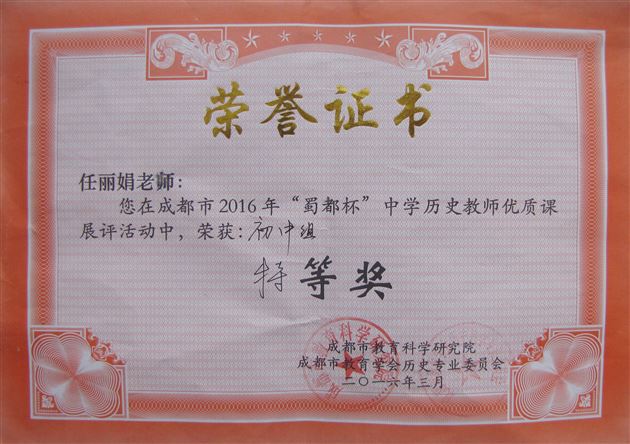 荣誉证书
任丽娟老师：
您在成都市2016年“蜀都杯”中学历史教师优质课
展评活动中，荣获：初中组
特等奖
成都市教育科学研究院
成都市教育学会历史专业委员会
二〇一六年三月